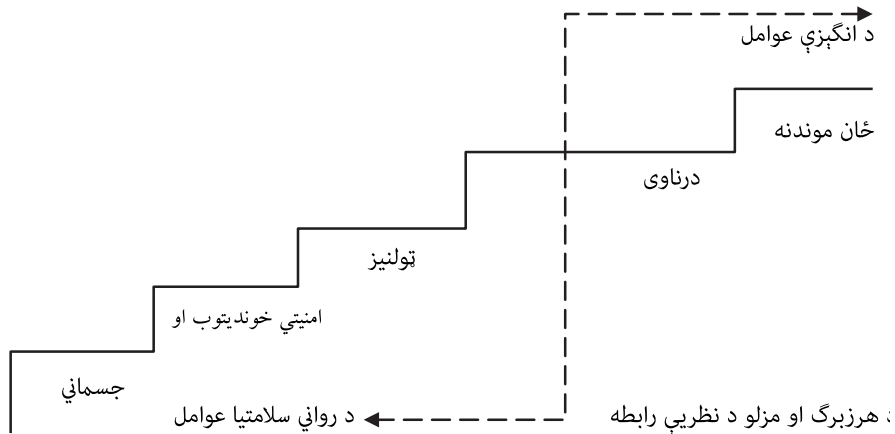 د انګېزې عوامل
ځان موندنه
درناوی
ټولنيز
امنيتي خونديتوب او
جسماني
د هرزبرګ او مزلو د نظريې رابطه
د رواني سلامتيا عوامل